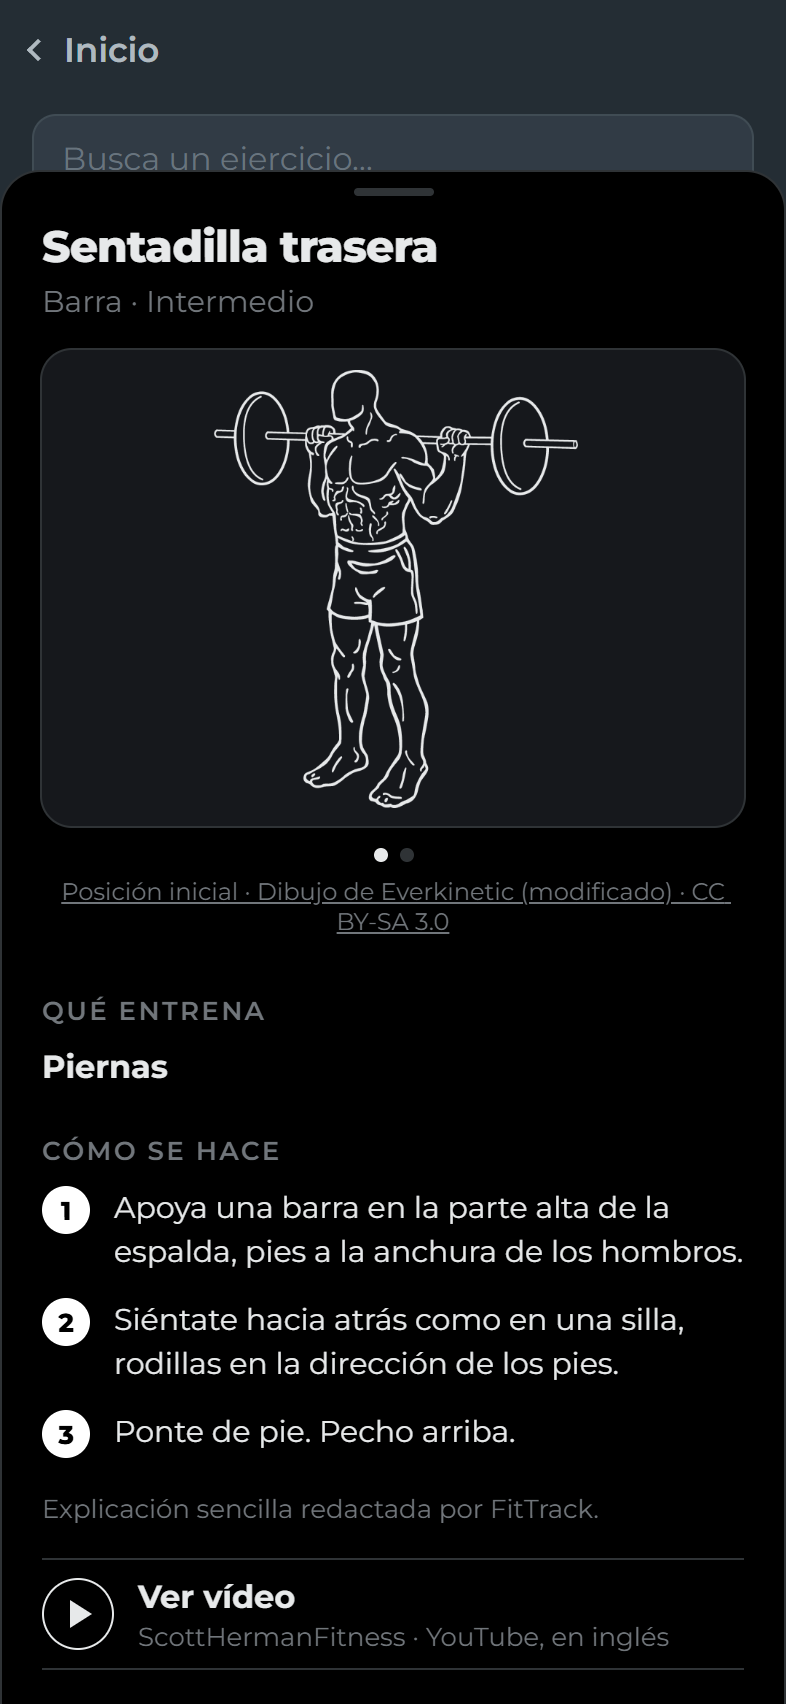 Inicio
Busca un ejercicio...
Sentadilla trasera
Barra · Intermedio
Posición inicial · Dibujo de Everkinetic (modificado) · CC
BY-SA 3.0
QUÉ ENTRENA
Piernas
CÓMO SE HACE
1 Apoya una barra en la parte alta de la
espalda, pies a la anchura de los hombros.
2 Siéntate hacia atrás como en una silla,
rodillas en la dirección de los pies.
3 Ponte de pie. Pecho arriba.
Explicación sencilla redactada por FitTrack.
Ver vídeo
ScottHermanFitness · YouTube, en inglés